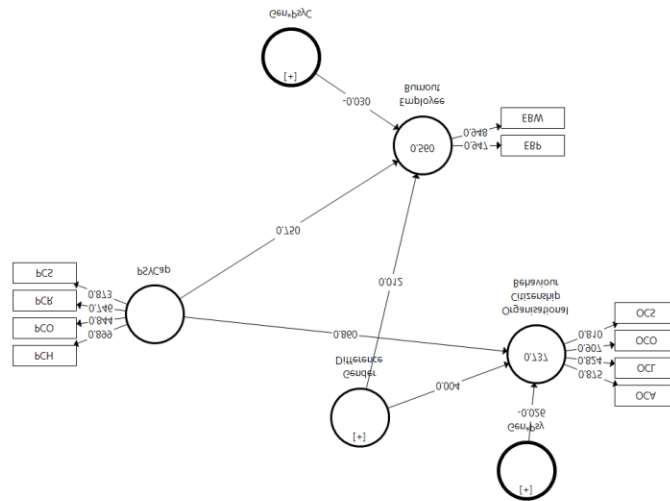 [+]
Gen*Psy
[+]
Gender
Difference
-0.026
OCA
0.875
0.004
OCL
0.824
PCH
0.899
0.737
0.907
OCO
PCO
0.844
0.860
0.810
OCS
PCR
0.746
Organisational
Citizenship
Behaviour
PCS
0.873
PSYCap
0.012
0.750
0.560
0.947
EBP
0.948
EBW
Employee
Burnout
-0.030
[+]
Gen*PsyC